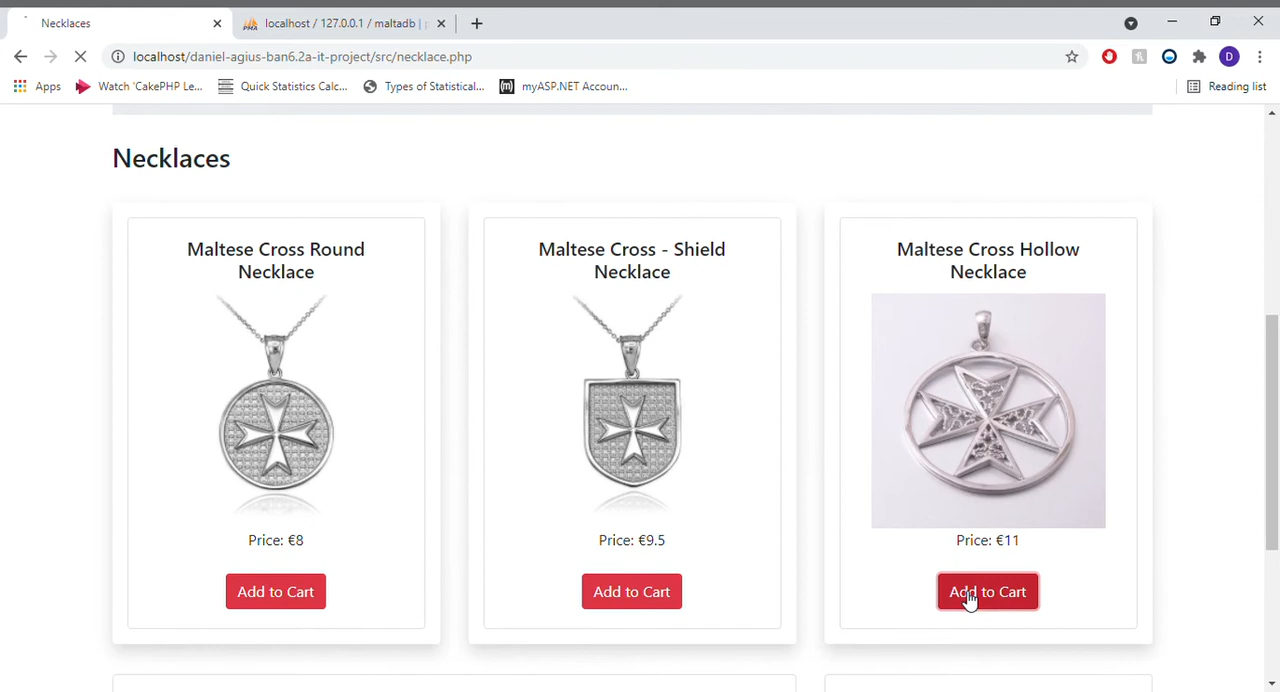 Necklaces
PMA localhost / 127.0.0.1 / maltadb |
localhost/daniel-agius-ban6.2a-it-project/src/necklace.php
D
Apps Watch 'CakePHP Le... Quick Statistics Calc... Types of Statistical... myASP.NET Accoun... Reading list
Necklaces
Maltese Cross Round
Necklace
Price: €8
Add to Cart
Maltese Cross - Shield
Necklace
Price: €9.5
Add to Cart
Maltese Cross Hollow
Necklace
Price: €11
Add to Cart